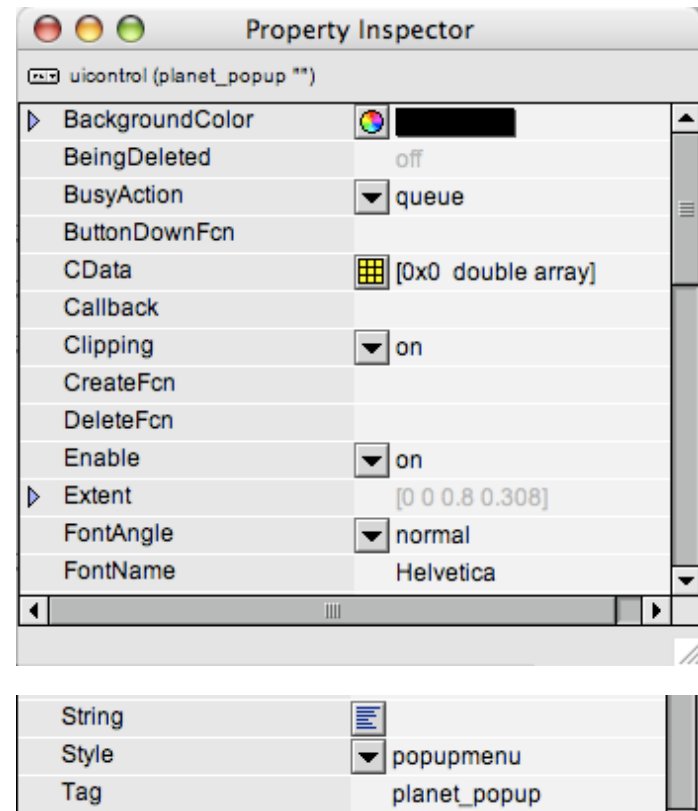 Property Inspector
uicontrol (planet_popup "")
BackgroundColor
BeingDeleted off
BusyAction queue
ButtonDownFcn
CData [0x0 double array]
Callback
Clipping on
CreateFcn
DeleteFcn
Enable on
Extent [0 0 0.8 0.308]
FontAngle normal
FontName Helvetica
String
Style popupmenu
Tag planet_popup